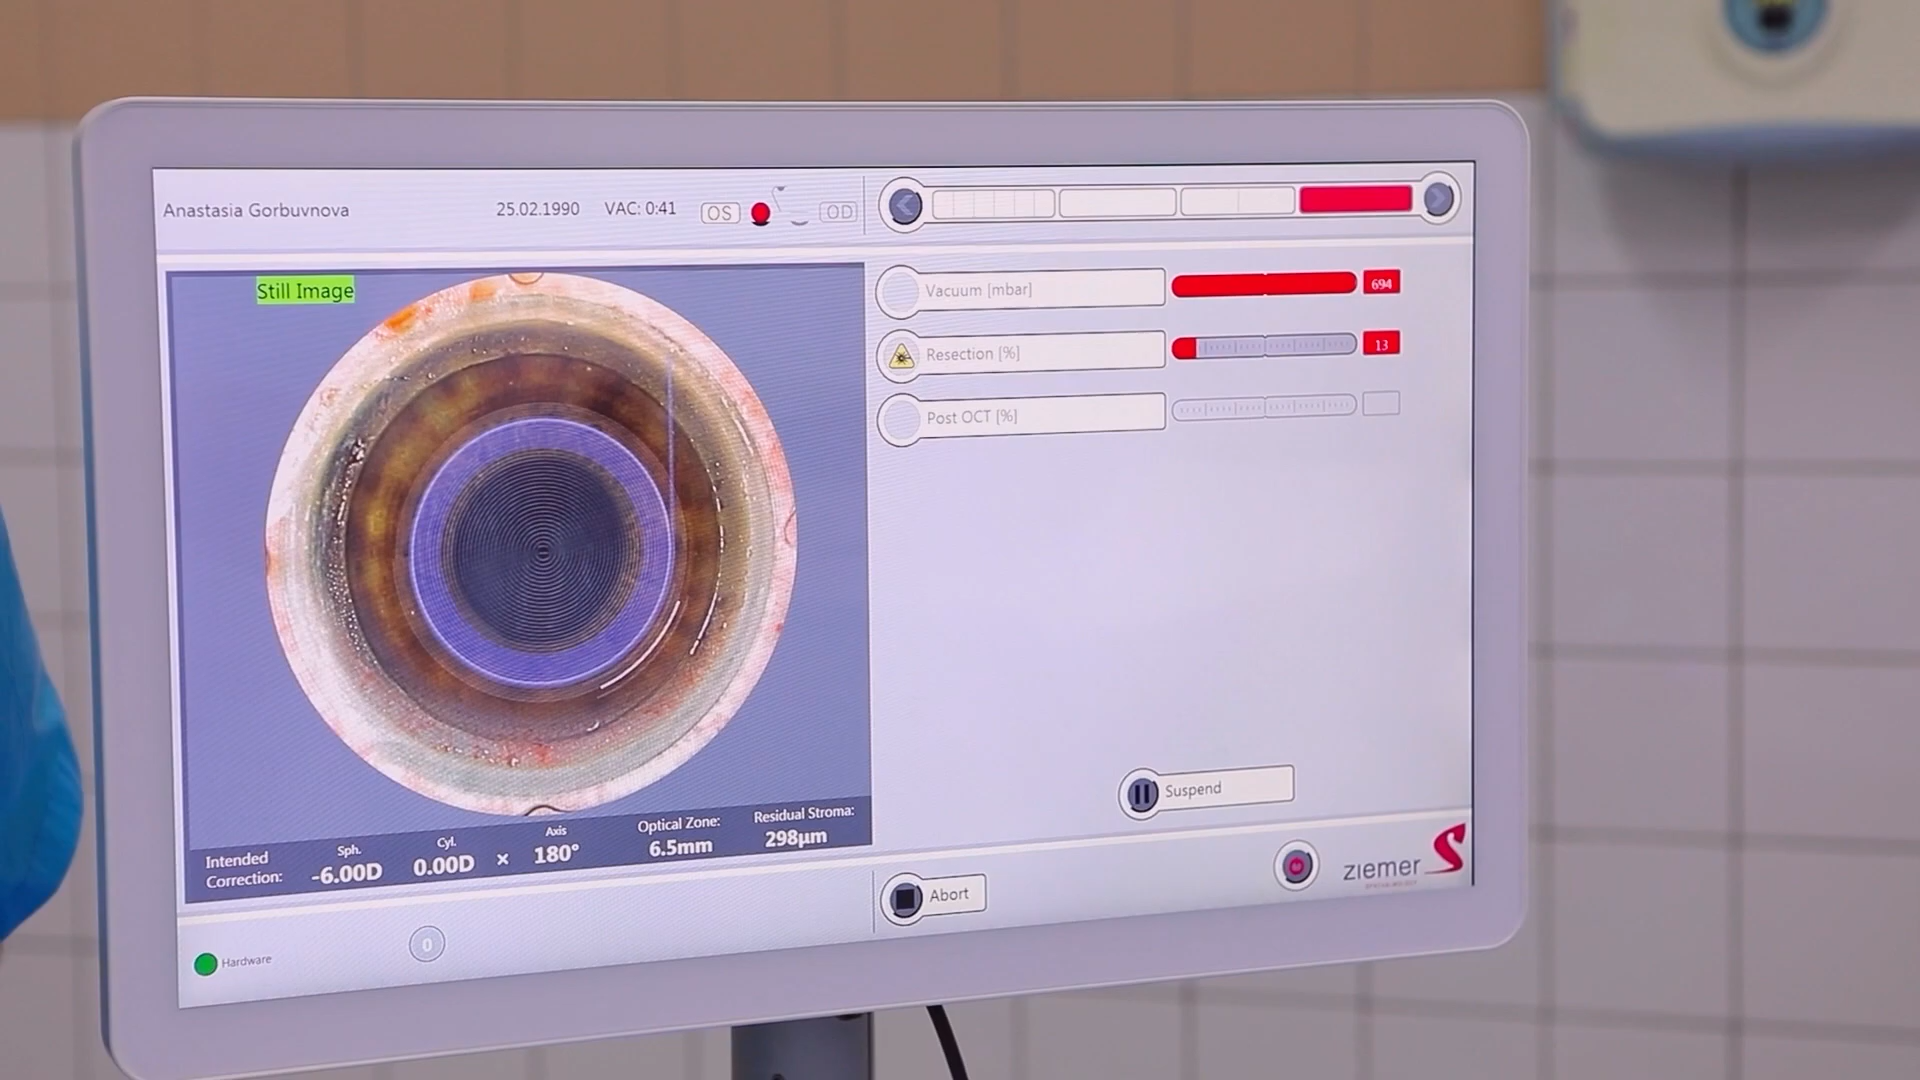 Anastasia Gorbuvnova 25.02.1990 VAC: 0:41 OS OD
Still Image
Vacuum [mbar] 694
Resection [%] 13
Post OCT [%]
Suspend
Intended Correction:
Sph. -6.00D
Cyl. 0.00D
×
Axis 180°
Optical Zone: 6.5mm
Residual Stroma: 298µm
Abort
ziemer
Hardware
0